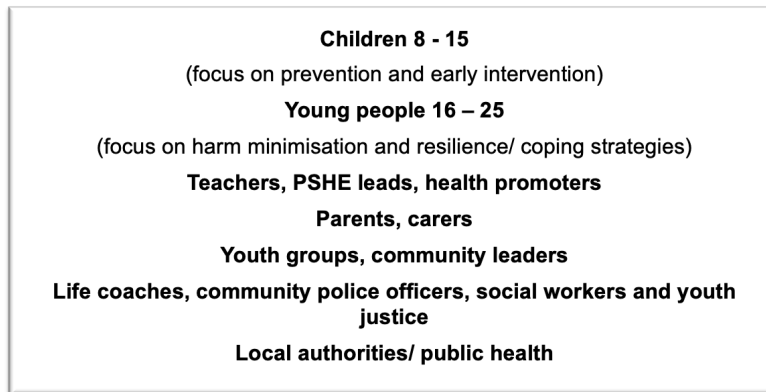 Children 8 - 15
(focus on prevention and early intervention)
Young people 16 – 25
(focus on harm minimisation and resilience/ coping strategies)
Teachers, PSHE leads, health promoters
Parents, carers
Youth groups, community leaders
Life coaches, community police officers, social workers and youth
justice
Local authorities/ public health